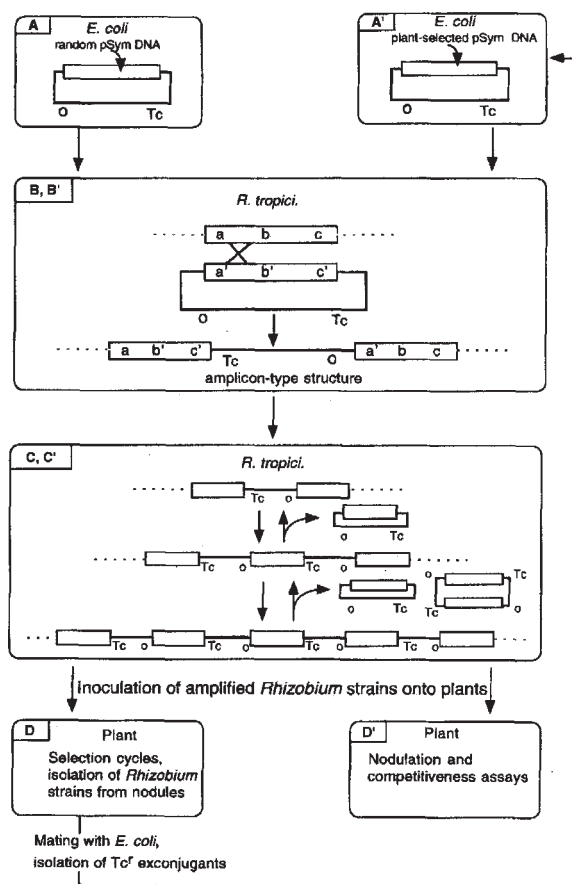 A
E. coli
random pSym DNA
O Tc
A'
E. coli
plant-selected pSym DNA
O Tc
B, B'
R. tropici.
a b c
a' b' c'
O Tc
a b' c' Tc O a' b c
amplicon-type structure
C, C'
R. tropici.
Tc o
o Tc
Tc o Tc o
o Tc
o Tc
Tc o
Tc o Tc o Tc o Tc o
Inoculation of amplified Rhizobium strains onto plants
D
Plant
Selection cycles,
isolation of Rhizobium
strains from nodules
D'
Plant
Nodulation and
competitiveness assays
Mating with E. coli,
isolation of Tcʳ exconjugants